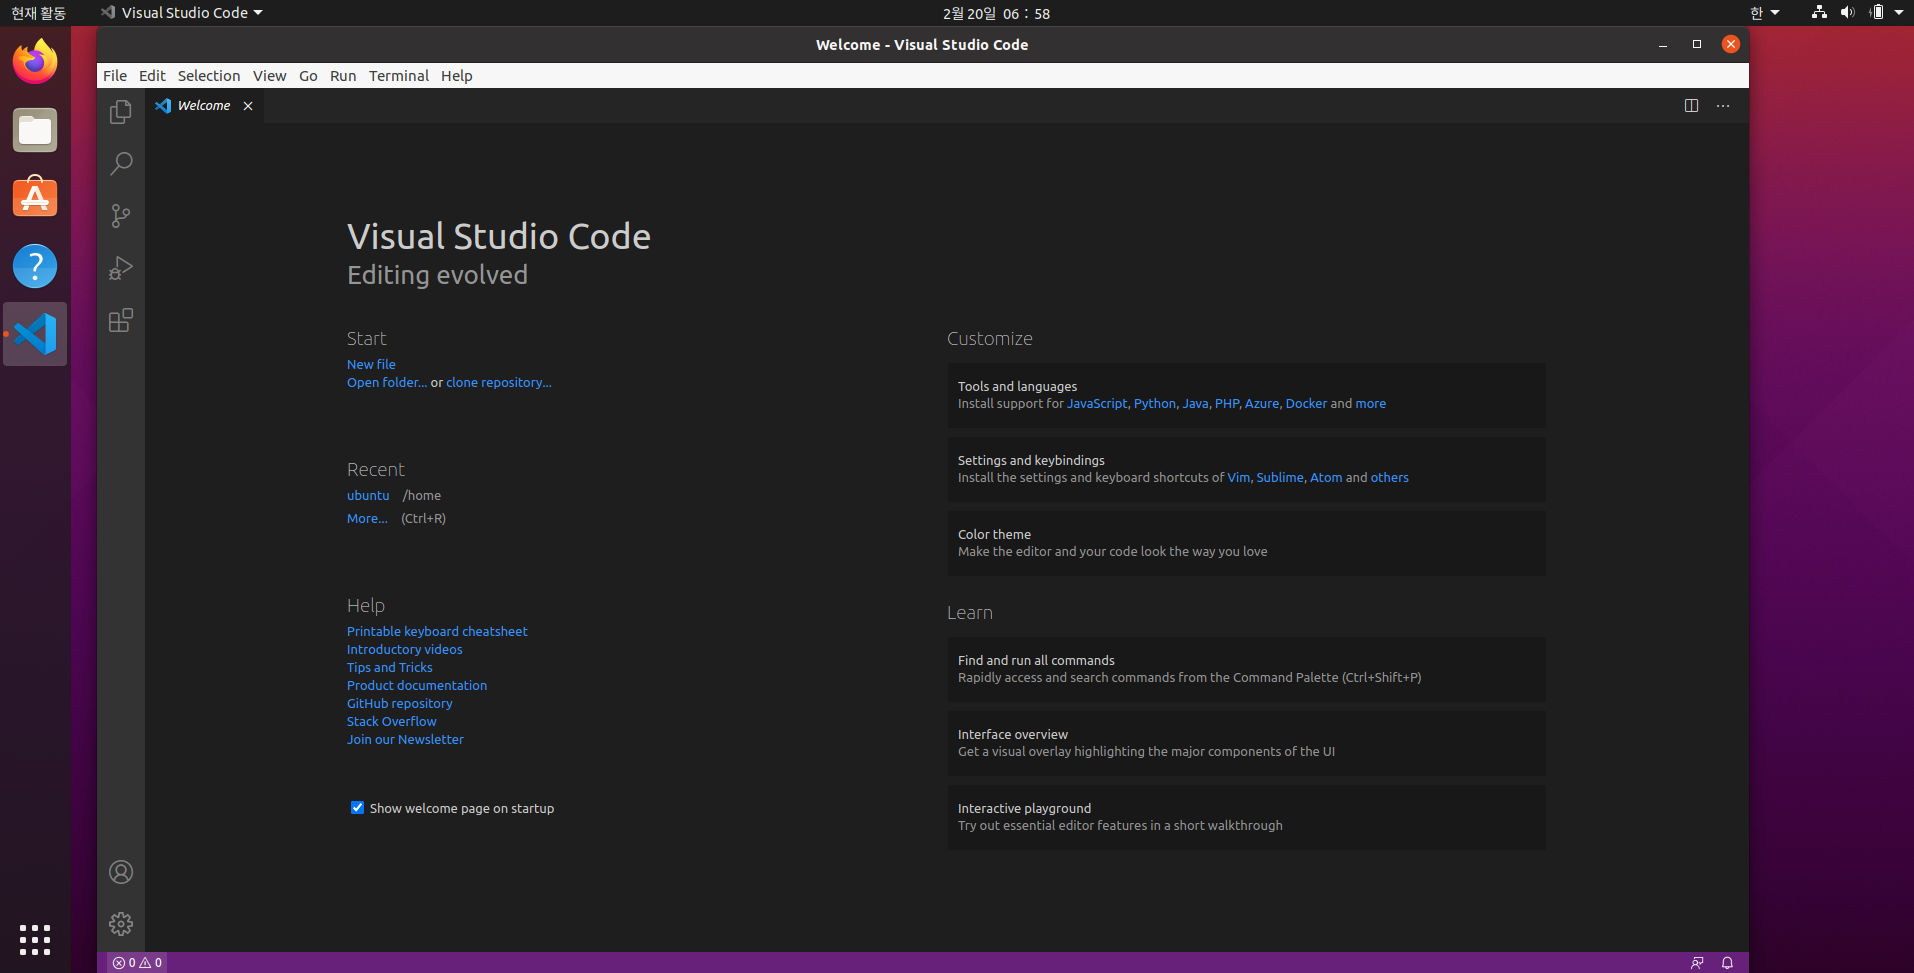 현재 활동
Visual Studio Code
2월 20일 06 : 58
한
Welcome - Visual Studio Code
File Edit Selection View Go Run Terminal Help
Welcome
Visual Studio Code
Editing evolved
Start
New file
Open folder... or clone repository...
Recent
ubuntu /home
More... (Ctrl+R)
Help
Printable keyboard cheatsheet
Introductory videos
Tips and Tricks
Product documentation
GitHub repository
Stack Overflow
Join our Newsletter
Show welcome page on startup
Customize
Tools and languages
Install support for JavaScript, Python, Java, PHP, Azure, Docker and more
Settings and keybindings
Install the settings and keyboard shortcuts of Vim, Sublime, Atom and others
Color theme
Make the editor and your code look the way you love
Learn
Find and run all commands
Rapidly access and search commands from the Command Palette (Ctrl+Shift+P)
Interface overview
Get a visual overlay highlighting the major components of the UI
Interactive playground
Try out essential editor features in a short walkthrough
0 0